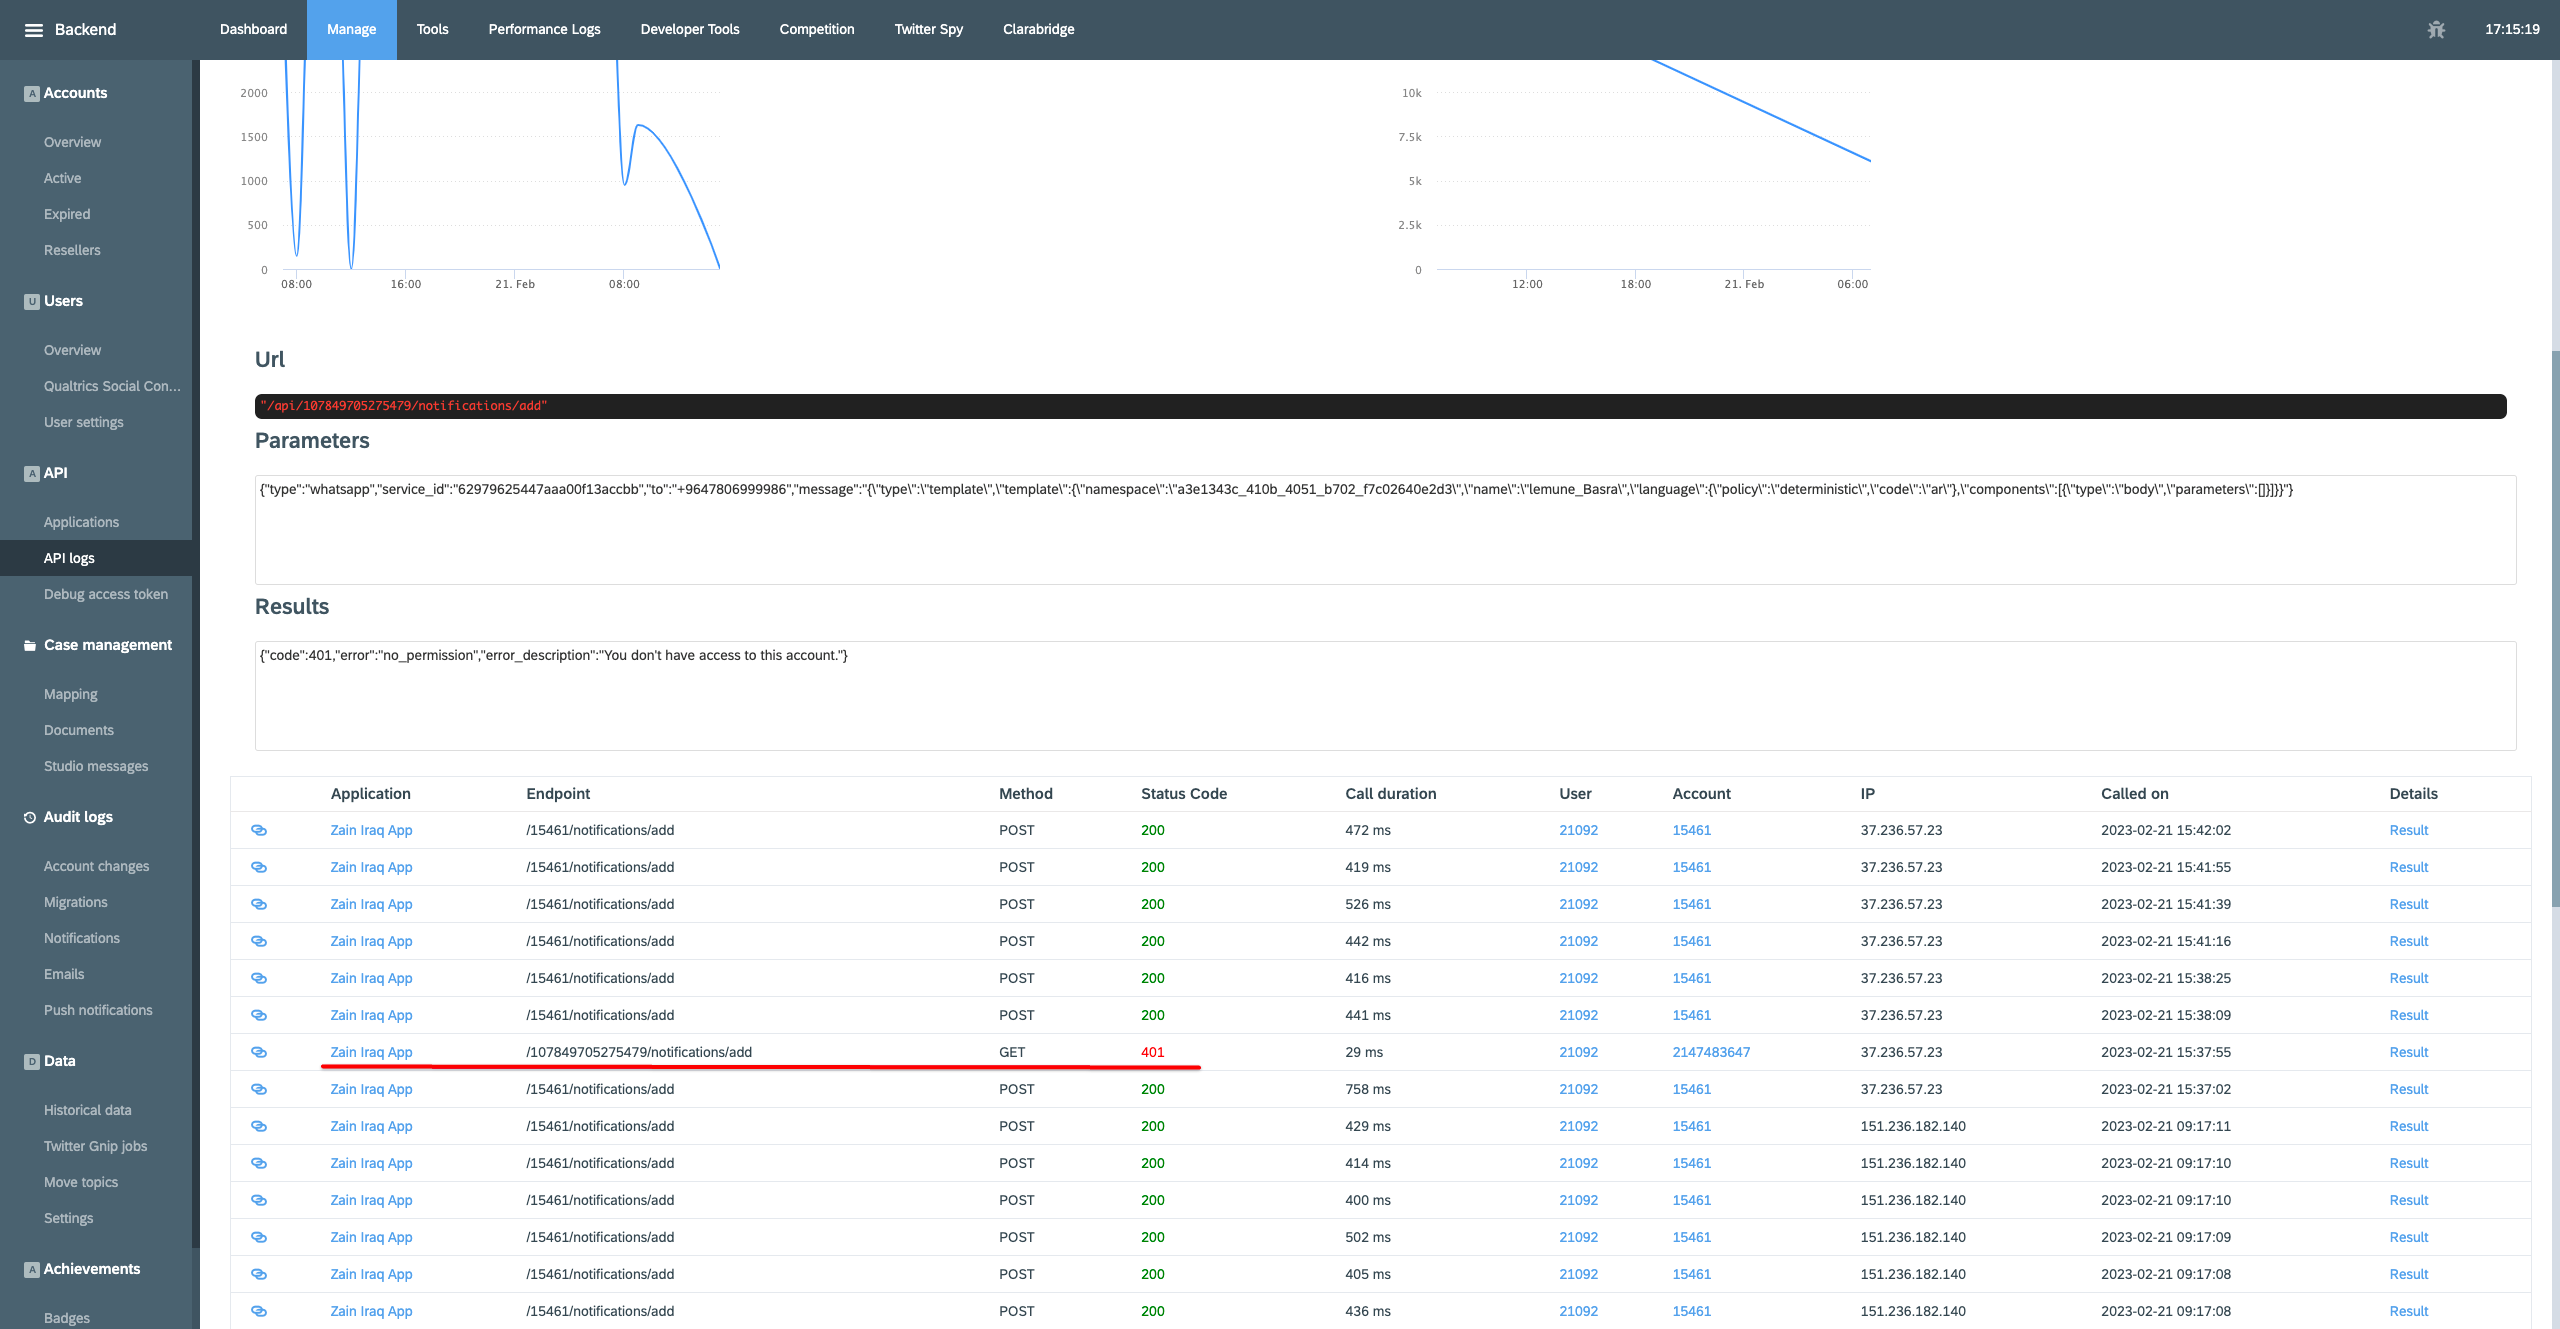 Backend
Dashboard Manage Tools Performance Logs Developer Tools Competition Twitter Spy Clarabridge
17:15:19
A Accounts
Overview
Active
Expired
Resellers
U Users
Overview
Qualtrics Social Con...
User settings
A API
Applications
API logs
Debug access token
Case management
Mapping
Documents
Studio messages
Audit logs
Account changes
Migrations
Notifications
Emails
Push notifications
D Data
Historical data
Twitter Gnip jobs
Move topics
Settings
A Achievements
Badges
2000
1500
1000
500
0
08:00 16:00 21. Feb 08:00
10k
7.5k
5k
2.5k
0
12:00 18:00 21. Feb 06:00
Url
"/api/107849705275479/notifications/add"
Parameters
{"type":"whatsapp","service_id":"62979625447aaa00f13accbb","to":"+9647806999986","message":"{\"type\":\"template\",\"template\":{\"namespace\":\"a3e1343c_410b_4051_b702_f7c02640e2d3\",\"name\":\"lemune_Basra\",\"language\":{\"policy\":\"deterministic\",\"code\":\"ar\"},\"components\":[{\"type\":\"body\",\"parameters\":[]}]}}"}
Results
{"code":401,"error":"no_permission","error_description":"You don't have access to this account."}
Application Endpoint Method Status Code Call duration User Account IP Called on Details
Zain Iraq App /15461/notifications/add POST 200 472 ms 21092 15461 37.236.57.23 2023-02-21 15:42:02 Result
Zain Iraq App /15461/notifications/add POST 200 419 ms 21092 15461 37.236.57.23 2023-02-21 15:41:55 Result
Zain Iraq App /15461/notifications/add POST 200 526 ms 21092 15461 37.236.57.23 2023-02-21 15:41:39 Result
Zain Iraq App /15461/notifications/add POST 200 442 ms 21092 15461 37.236.57.23 2023-02-21 15:41:16 Result
Zain Iraq App /15461/notifications/add POST 200 416 ms 21092 15461 37.236.57.23 2023-02-21 15:38:25 Result
Zain Iraq App /15461/notifications/add POST 200 441 ms 21092 15461 37.236.57.23 2023-02-21 15:38:09 Result
Zain Iraq App /107849705275479/notifications/add GET 401 29 ms 21092 2147483647 37.236.57.23 2023-02-21 15:37:55 Result
Zain Iraq App /15461/notifications/add POST 200 758 ms 21092 15461 37.236.57.23 2023-02-21 15:37:02 Result
Zain Iraq App /15461/notifications/add POST 200 429 ms 21092 15461 151.236.182.140 2023-02-21 09:17:11 Result
Zain Iraq App /15461/notifications/add POST 200 414 ms 21092 15461 151.236.182.140 2023-02-21 09:17:10 Result
Zain Iraq App /15461/notifications/add POST 200 400 ms 21092 15461 151.236.182.140 2023-02-21 09:17:10 Result
Zain Iraq App /15461/notifications/add POST 200 502 ms 21092 15461 151.236.182.140 2023-02-21 09:17:09 Result
Zain Iraq App /15461/notifications/add POST 200 405 ms 21092 15461 151.236.182.140 2023-02-21 09:17:08 Result
Zain Iraq App /15461/notifications/add POST 200 436 ms 21092 15461 151.236.182.140 2023-02-21 09:17:08 Result